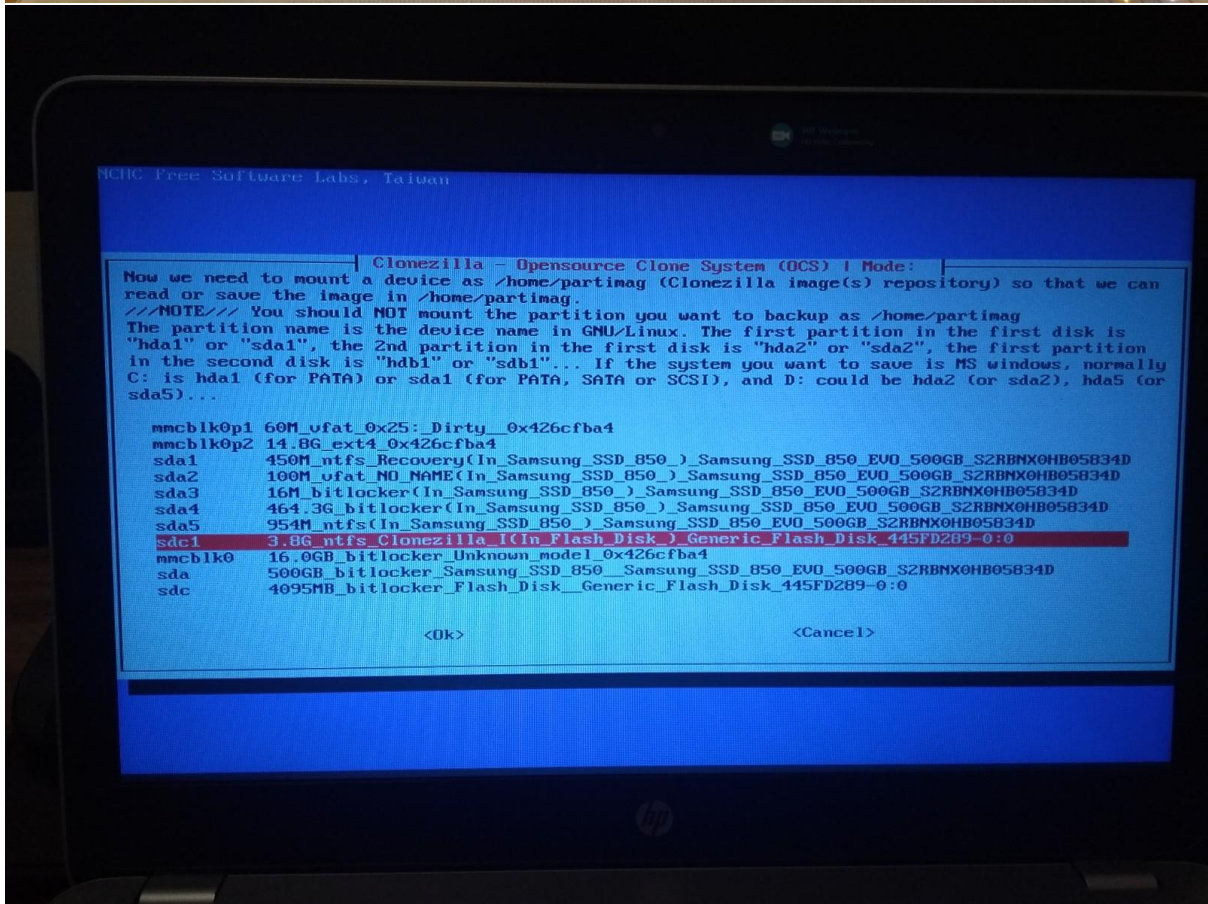 NCHC Free Software Labs, Taiwan
Clonezilla - Opensource Clone System (OCS) | Mode:
Now we need to mount a device as /home/partimag (Clonezilla image(s) repository) so that we can
read or save the image in /home/partimag.
///NOTE/// You should NOT mount the partition you want to backup as /home/partimag
The partition name is the device name in GNU/Linux. The first partition in the first disk is
"hda1" or "sda1", the 2nd partition in the first disk is "hda2" or "sda2", the first partition
in the second disk is "hdb1" or "sdb1"... If the system you want to save is MS windows, normally
C: is hda1 (for PATA) or sda1 (for PATA, SATA or SCSI), and D: could be hda2 (or sda2), hda5 (or
sda5)...
mmcblk0p1 60M_vfat_0x25:_Dirty__0x426cfba4
mmcblk0p2 14.8G_ext4_0x426cfba4
sda1 450M_ntfs_Recovery(In_Samsung_SSD_850_)_Samsung_SSD_850_EVO_500GB_S2RBNX0HB05834D
sda2 100M_vfat_NO_NAME(In_Samsung_SSD_850_)_Samsung_SSD_850_EVO_500GB_S2RBNX0HB05834D
sda3 16M_bitlocker(In_Samsung_SSD_850_)_Samsung_SSD_850_EVO_500GB_S2RBNX0HB05834D
sda4 464.3G_bitlocker(In_Samsung_SSD_850_)_Samsung_SSD_850_EVO_500GB_S2RBNX0HB05834D
sda5 954M_ntfs(In_Samsung_SSD_850_)_Samsung_SSD_850_EVO_500GB_S2RBNX0HB05834D
sdc1 3.8G_ntfs_Clonezilla_I(In_Flash_Disk_)_Generic_Flash_Disk_445FD289-0:0
mmcblk0 16.0GB_bitlocker_Unknown_model_0x426cfba4
sda 500GB_bitlocker_Samsung_SSD_850__Samsung_SSD_850_EVO_500GB_S2RBNX0HB05834D
sdc 4095MB_bitlocker_Flash_Disk__Generic_Flash_Disk_445FD289-0:0
<Ok> <Cancel>
hp